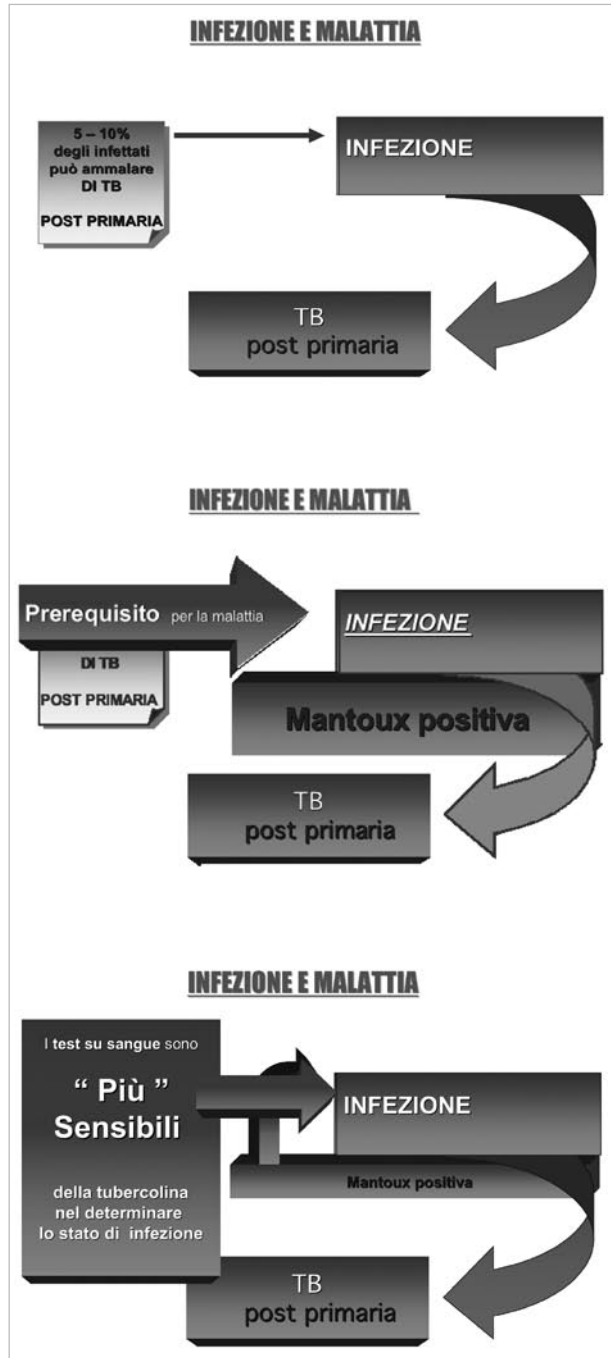 INFEZIONE E MALATTIA
5 – 10%
degli infettati
può ammalare
DI TB
POST PRIMARIA
INFEZIONE
TB
post primaria
INFEZIONE E MALATTIA
Prerequisito per la malattia
DI TB
POST PRIMARIA
INFEZIONE
Mantoux positiva
TB
post primaria
INFEZIONE E MALATTIA
I test su sangue sono
“ Più ”
Sensibili
della tubercolina
nel determinare
lo stato di infezione
INFEZIONE
Mantoux positiva
TB
post primaria